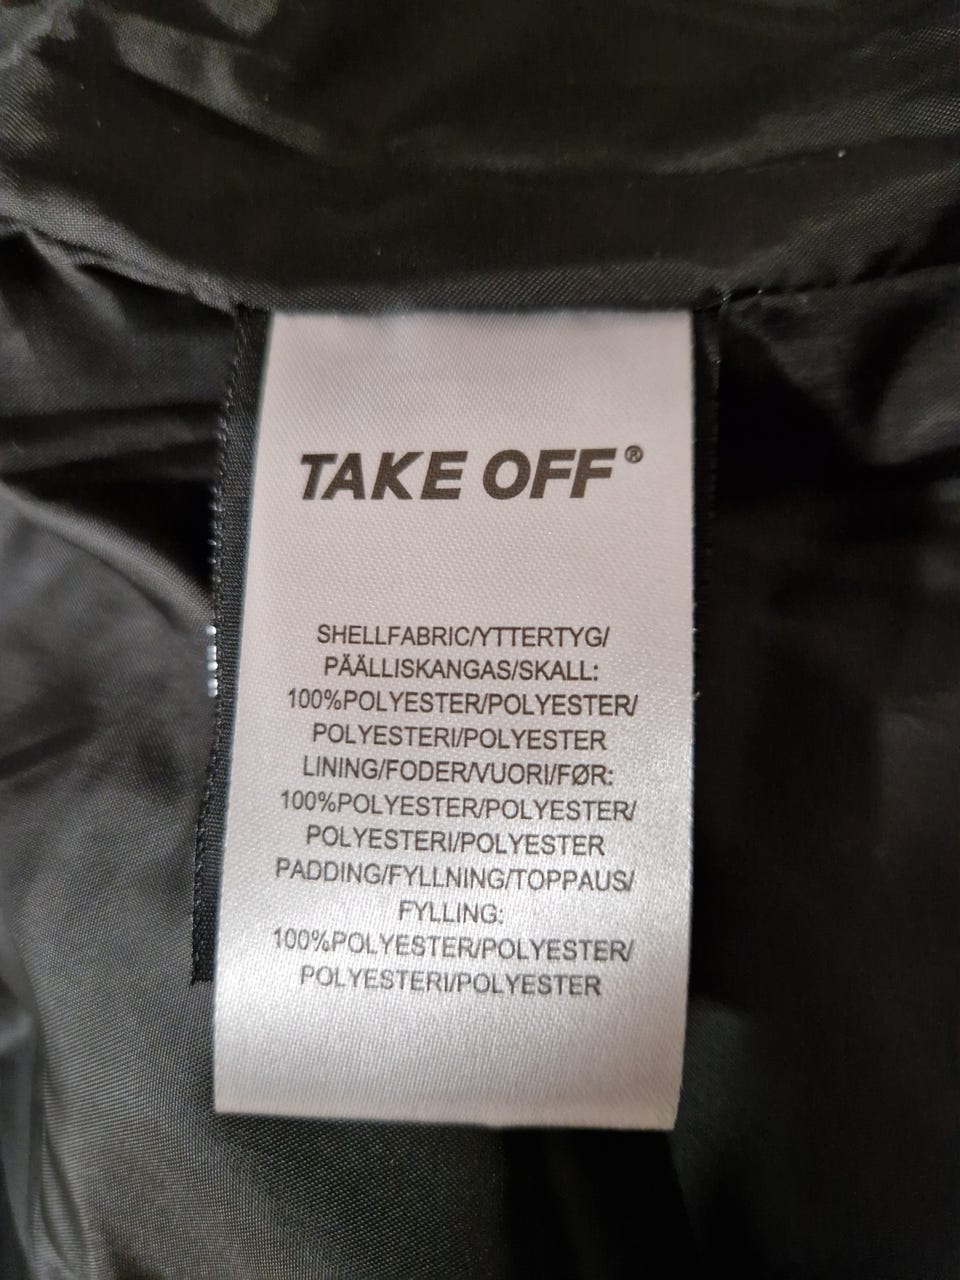 TAKE OFF®
SHELLFABRIC/YTTERTYG/
PÄÄLLISKANGAS/SKALL:
100%POLYESTER/POLYESTER/
POLYESTERI/POLYESTER
LINING/FODER/VUORI/FØR:
100%POLYESTER/POLYESTER/
POLYESTERI/POLYESTER
PADDING/FYLLNING/TOPPAUS/
FYLLING:
100%POLYESTER/POLYESTER/
POLYESTERI/POLYESTER